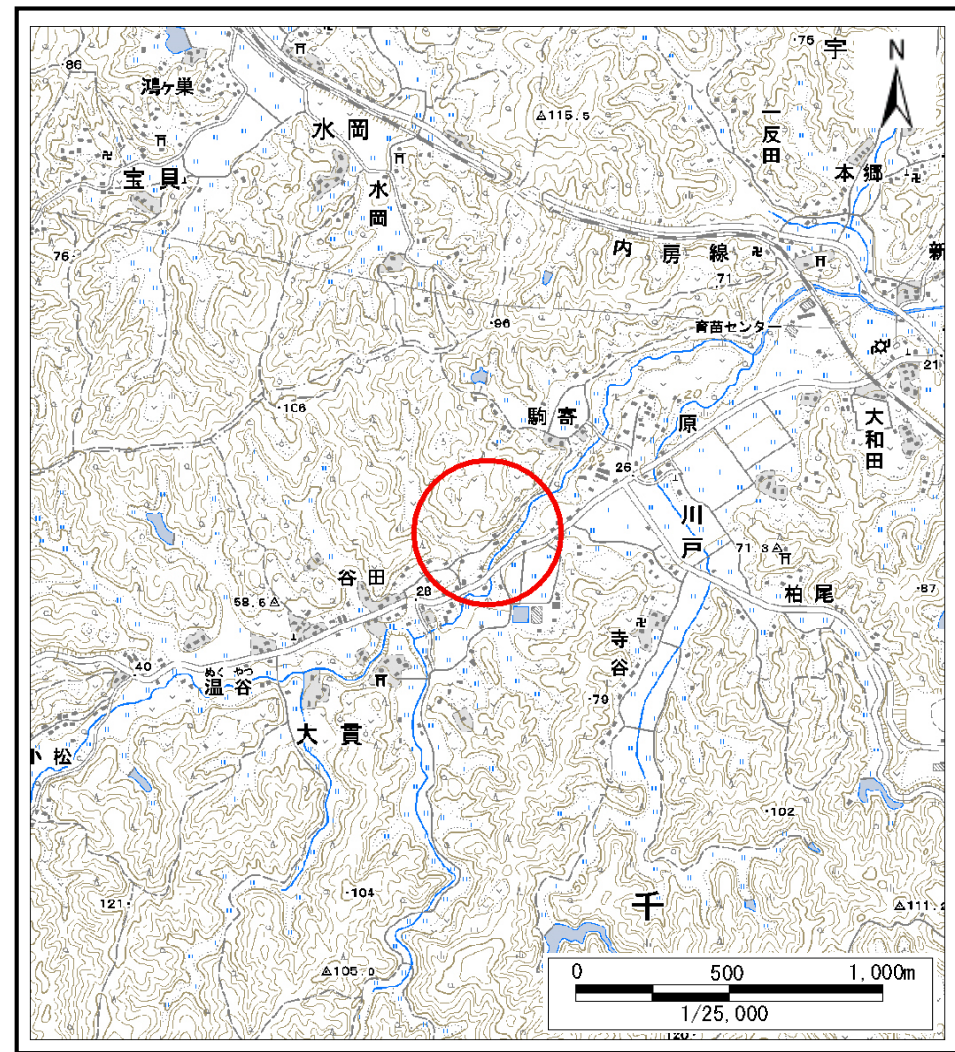 86
鴻ヶ巣
水岡
△115.5
75
宇
N
一反田
本郷
宝貝
水岡
76
内房線
71
新
96
育苗センター
21
106
駒寄
原
大和田
26
川戸
71.3△
谷田
28
58.6△
柏尾
87
寺谷
40
めくやつ
温谷
79
大貫
小松
102
104
千
121
△111.2
△105.0
0 500 1,000m
1/25,000
120